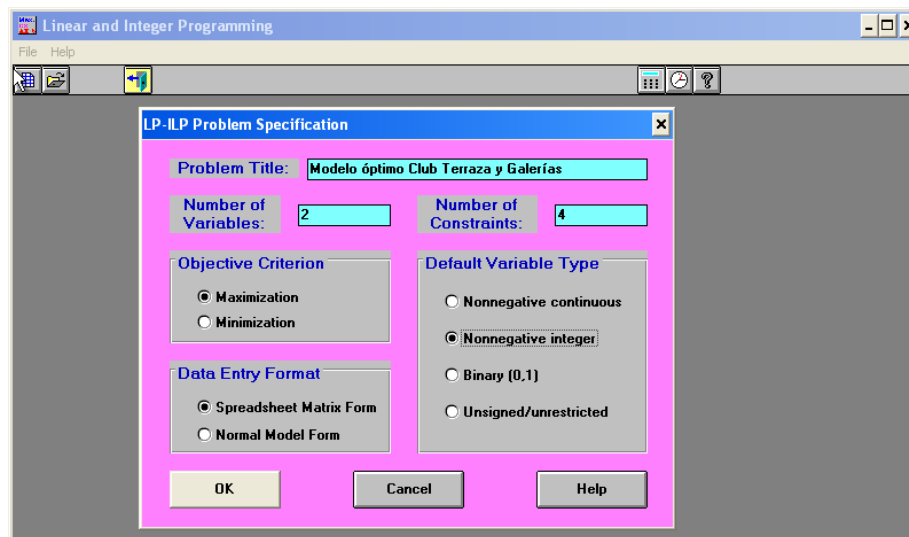 Linear and Integer Programming
File Help
LP-ILP Problem Specification
Problem Title: Modelo óptimo Club Terraza y Galerías
Number of Variables: 2
Number of Constraints: 4
Objective Criterion
Maximization
Minimization
Default Variable Type
Nonnegative continuous
Nonnegative integer
Binary (0,1)
Unsigned/unrestricted
Data Entry Format
Spreadsheet Matrix Form
Normal Model Form
OK Cancel Help